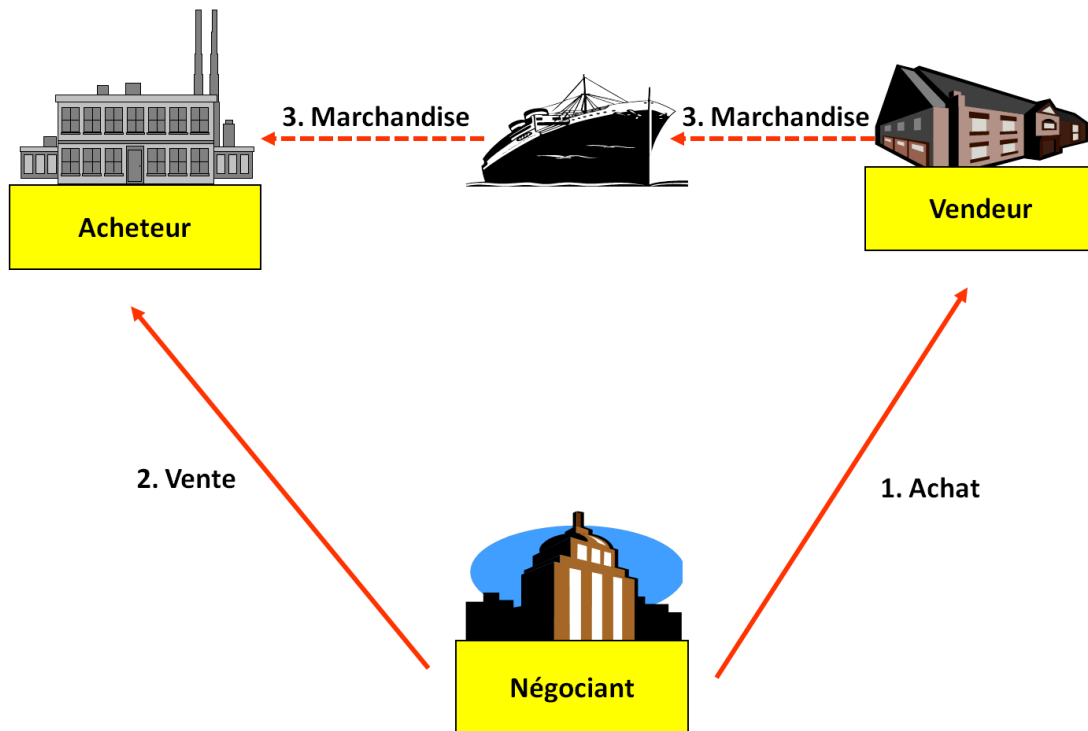 3. Marchandise
3. Marchandise
Acheteur
Vendeur
2. Vente
1. Achat
Négociant